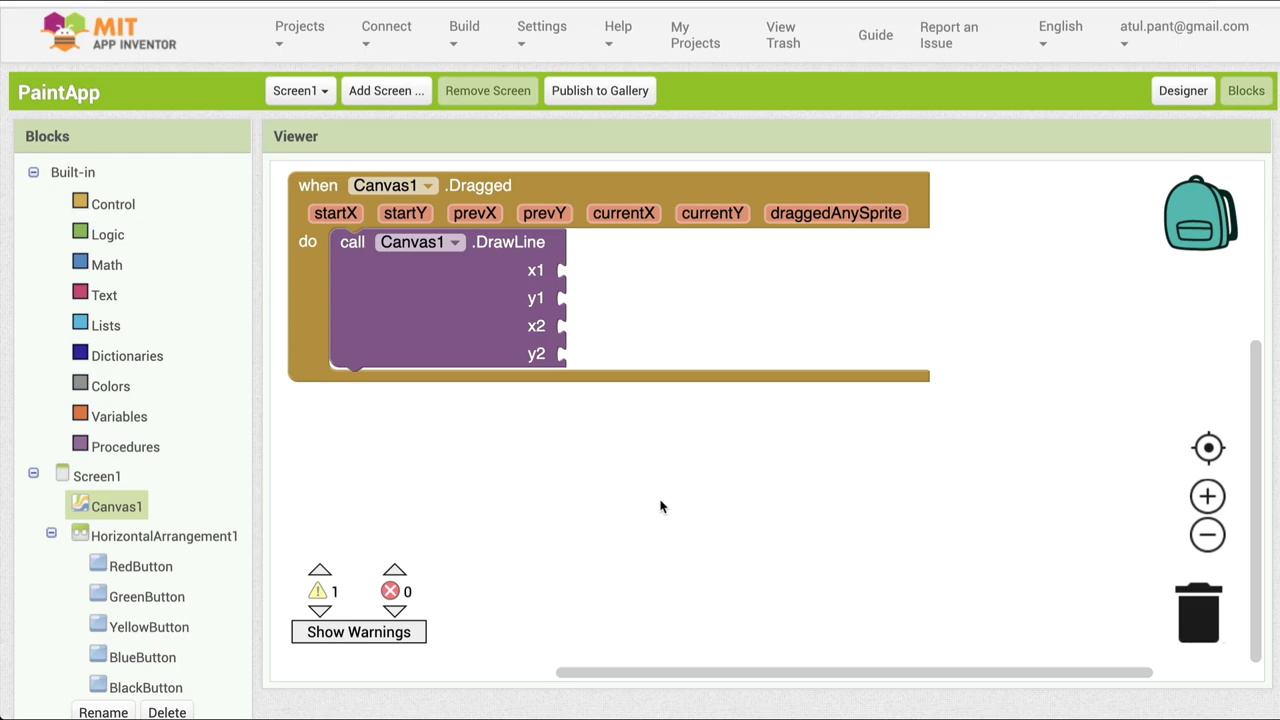 MIT
APP INVENTOR
Projects
Connect
Build
Settings
Help
My
Projects
View
Trash
Guide
Report an
Issue
English
atul.pant@gmail.com
PaintApp
Screen1
Add Screen ...
Remove Screen
Publish to Gallery
Designer
Blocks
Blocks
Viewer
Built-in
Control
Logic
Math
Text
Lists
Dictionaries
Colors
Variables
Procedures
Screen1
Canvas1
HorizontalArrangement1
RedButton
GreenButton
YellowButton
BlueButton
BlackButton
Rename
Delete
when Canvas1 .Dragged
startX startY prevX prevY currentX currentY draggedAnySprite
do call Canvas1 .DrawLine
x1
y1
x2
y2
1
0
Show Warnings